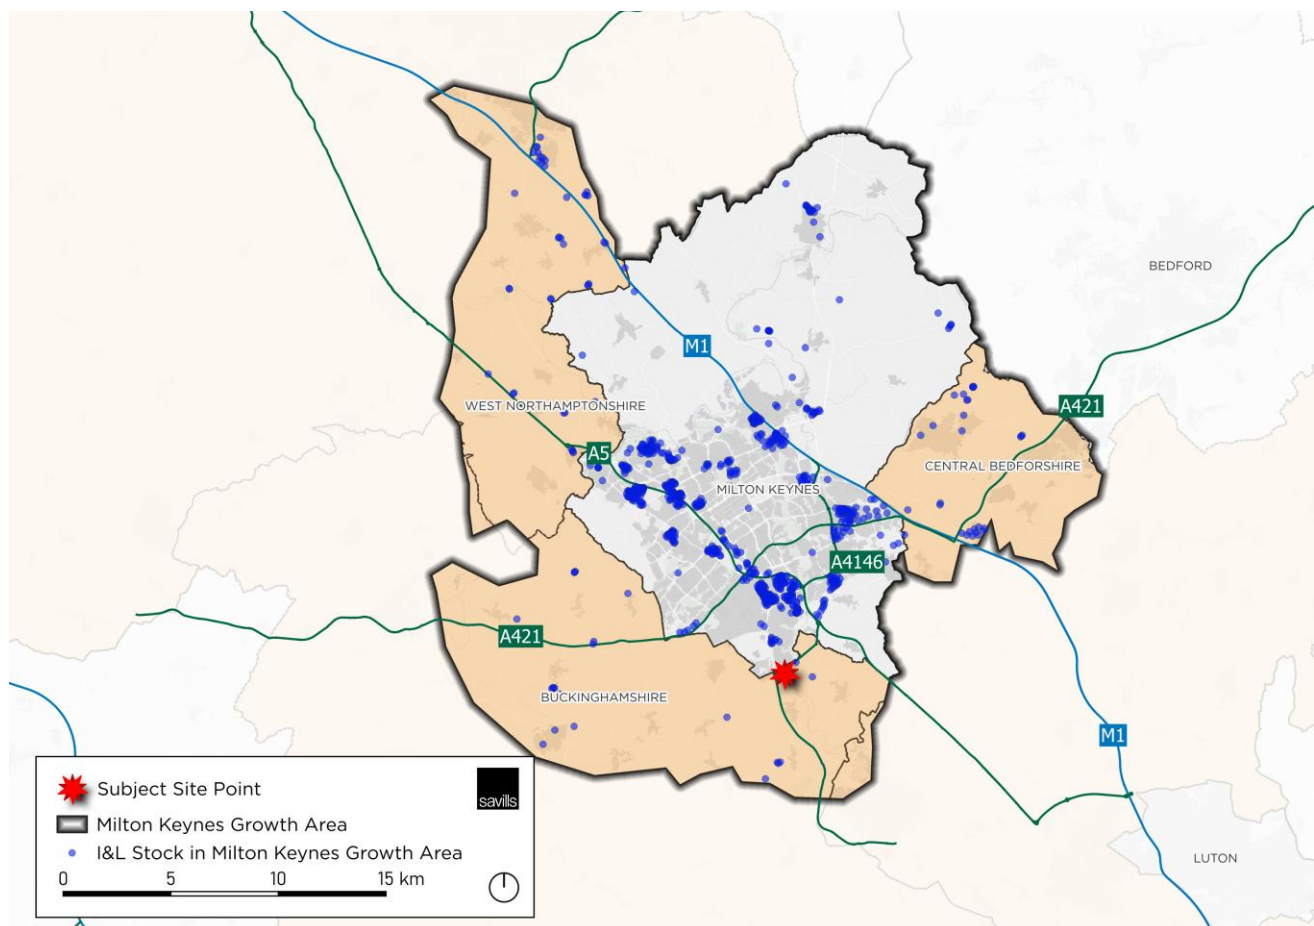 BEDFORD
M1
A421
WEST NORTHAMPTONSHIRE
A5
CENTRAL BEDFORSHIRE
MILTON KEYNES
A4146
A421
BUCKINGHAMSHIRE
M1
LUTON
Subject Site Point
savills
Milton Keynes Growth Area
I&L Stock in Milton Keynes Growth Area
0 5 10 15 km